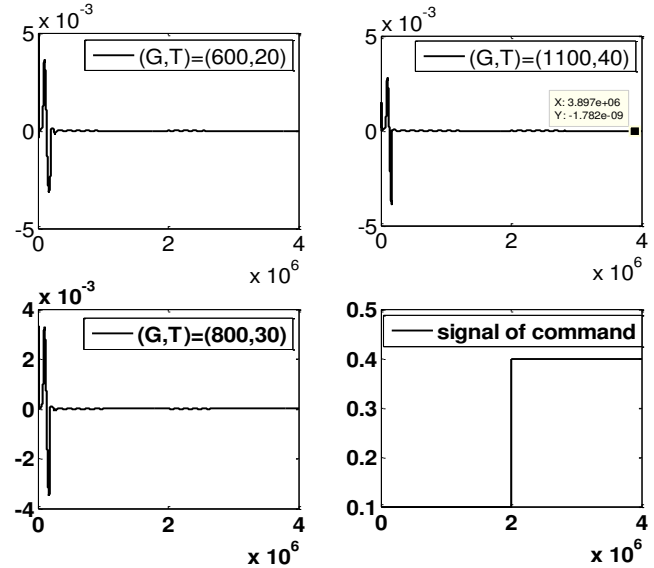 x 10^-3
5
0
-5
(G,T)=(600,20)
0 2 4
x 10^6
x 10^-3
5
0
-5
(G,T)=(1100,40)
X: 3.897e+06
Y: -1.782e-09
0 2 4
x 10^6
x 10^-3
4
2
0
-2
-4
(G,T)=(800,30)
0 2 4
x 10^6
0.5
0.4
0.3
0.2
0.1
signal of command
0 2 4
x 10^6